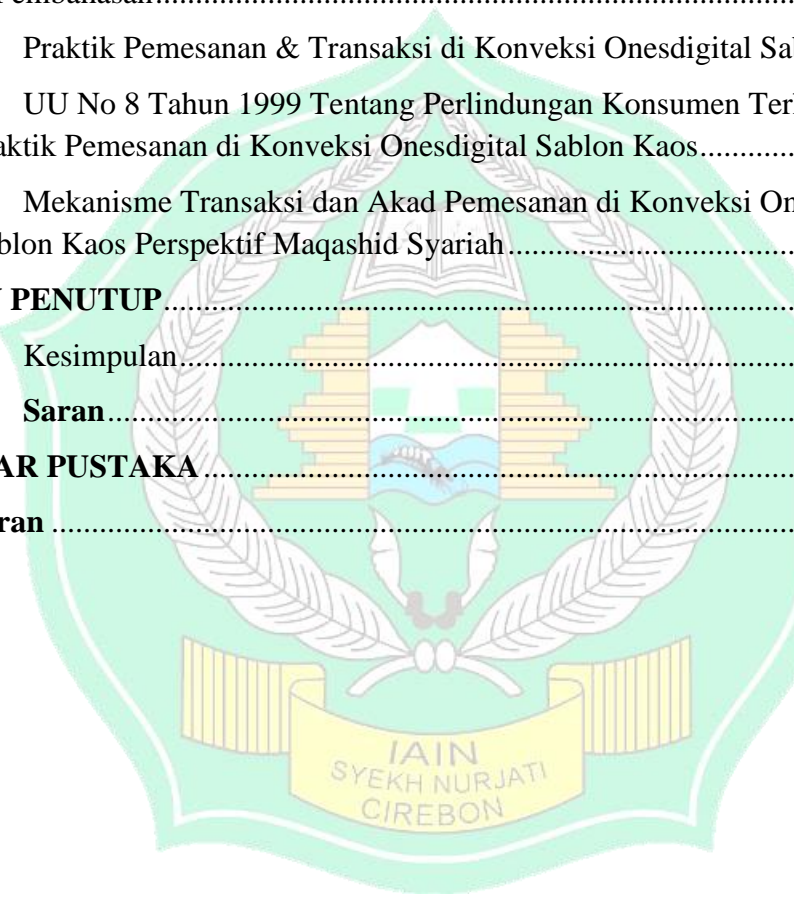 Pembahasan
Praktik Pemesanan & Transaksi di Konveksi Onesdigital Sab
UU No 8 Tahun 1999 Tentang Perlindungan Konsumen Ter
aktik Pemesanan di Konveksi Onesdigital Sablon Kaos
Mekanisme Transaksi dan Akad Pemesanan di Konveksi On
blon Kaos Perspektif Maqashid Syariah
PENUTUP
Kesimpulan
Saran
AR PUSTAKA
ran
IAIN
SYEKH NURJATI
CIREBON